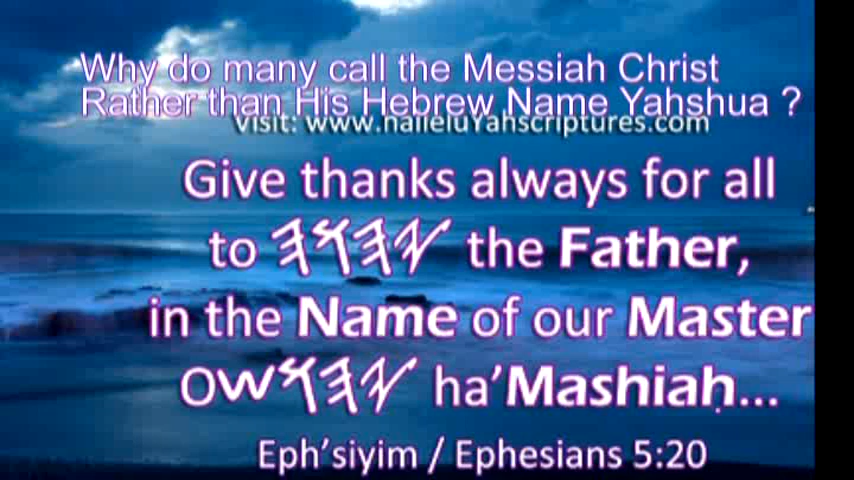 Why do many call the Messiah Christ
Rather than His Hebrew Name Yahshua ?
visit: www.halleluYahscriptures.com
Give thanks always for all
to 𐤉𐤄𐤅𐤄 the Father,
in the Name of our Master
𐤉𐤄𐤅𐤔𐤏 ha’Mashiaḥ...
Eph’siyim / Ephesians 5:20